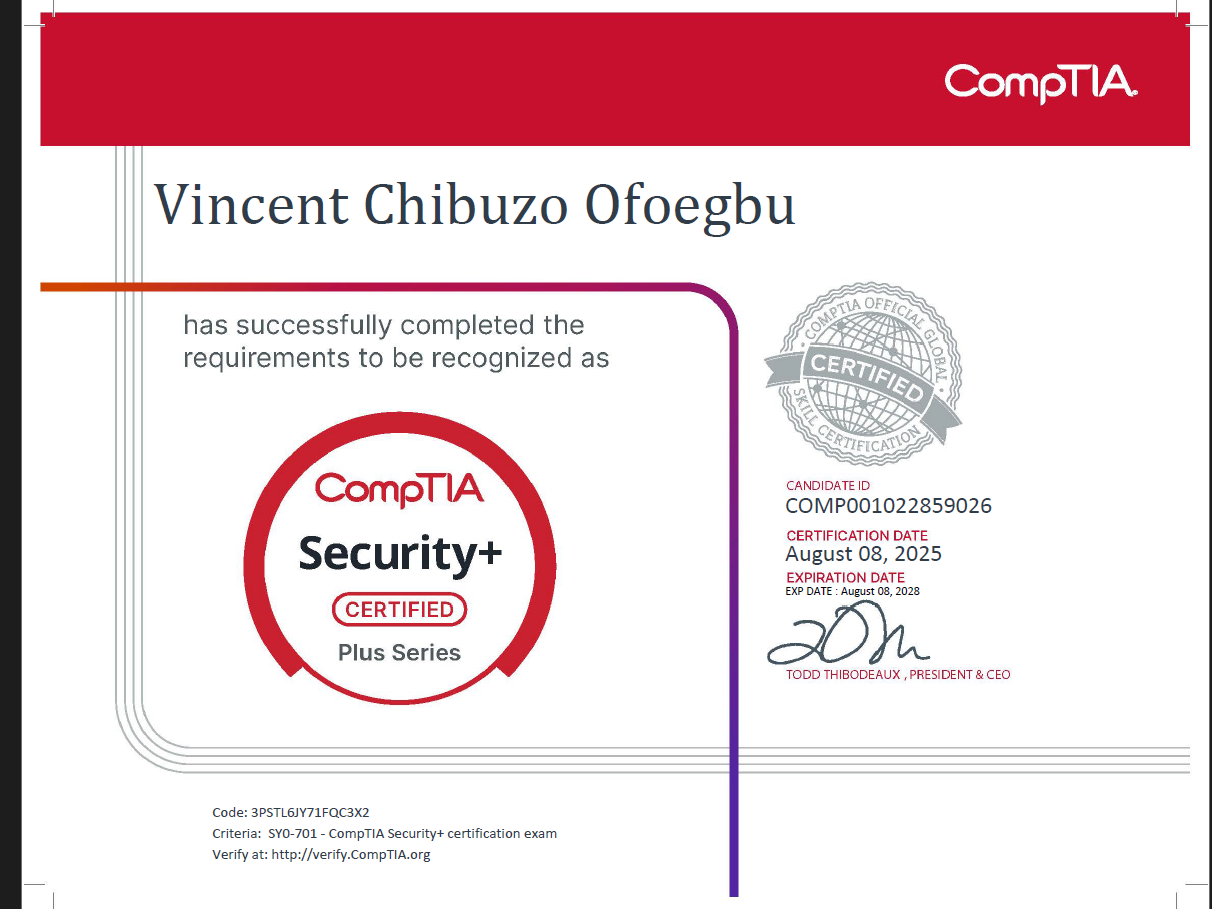 CompTIA.
Vincent Chibuzo Ofoegbu
has successfully completed the
requirements to be recognized as
CompTIA
Security+
CERTIFIED
Plus Series
COMPTIA OFFICIAL GLOBAL
CERTIFIED
SKILL CERTIFICATION
CANDIDATE ID
COMP001022859026
CERTIFICATION DATE
August 08, 2025
EXPIRATION DATE
EXP DATE : August 08, 2028
TODD THIBODEAUX , PRESIDENT & CEO
Code: 3PSTL6JY71FQC3X2
Criteria: SY0-701 - CompTIA Security+ certification exam
Verify at: http://verify.CompTIA.org